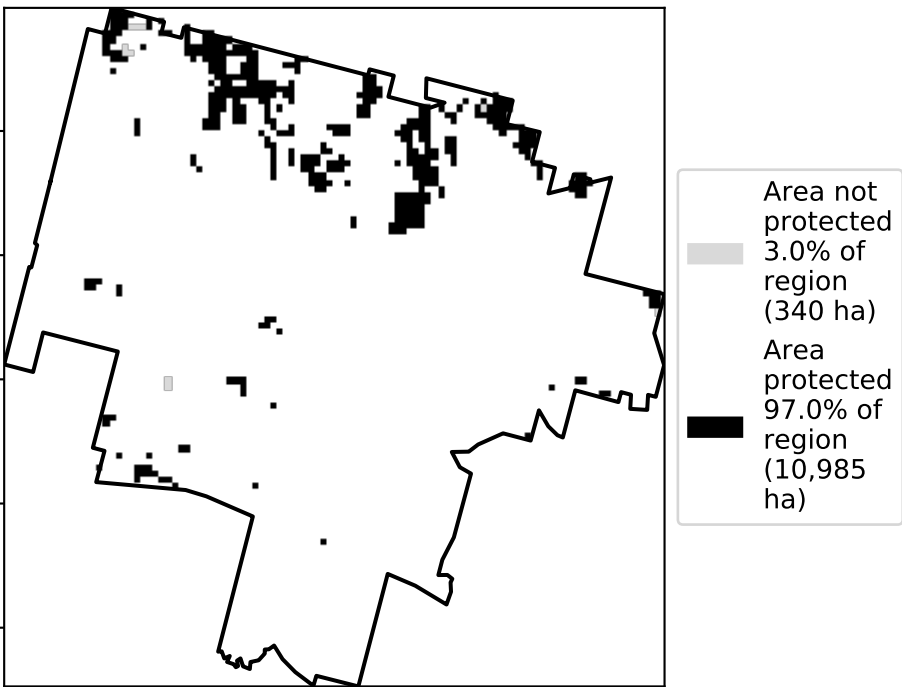 Area not
protected
3.0% of
region
(340 ha)
Area
protected
97.0% of
region
(10,985
ha)